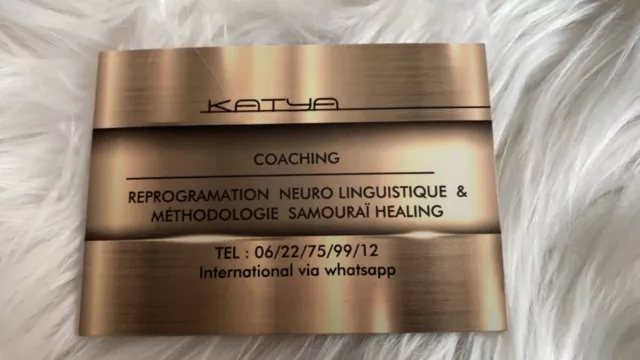 KATYA
COACHING
REPROGRAMATION NEURO LINGUISTIQUE &
MÉTHODOLOGIE SAMOURAÏ HEALING
TEL : 06/22/75/99/12
International via whatsapp